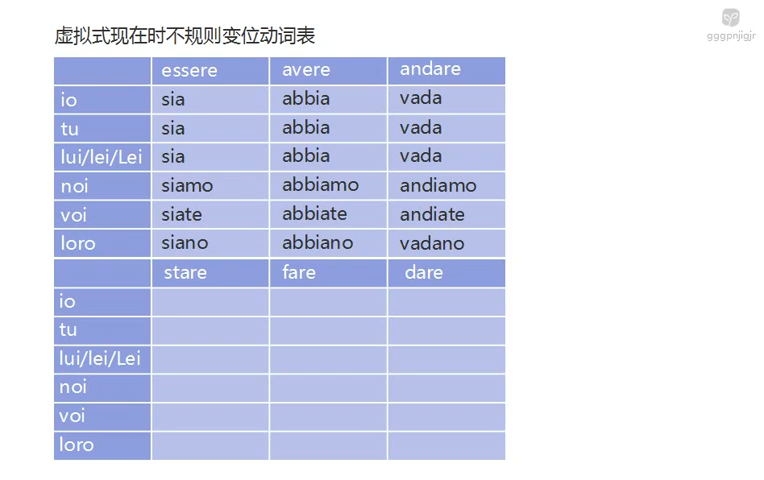 虚拟式现在时不规则变位动词表
gggpnjigjr
essere avere andare
io sia abbia vada
tu sia abbia vada
lui/lei/Lei sia abbia vada
noi siamo abbiamo andiamo
voi siate abbiate andiate
loro siano abbiano vadano
stare fare dare
io
tu
lui/lei/Lei
noi
voi
loro